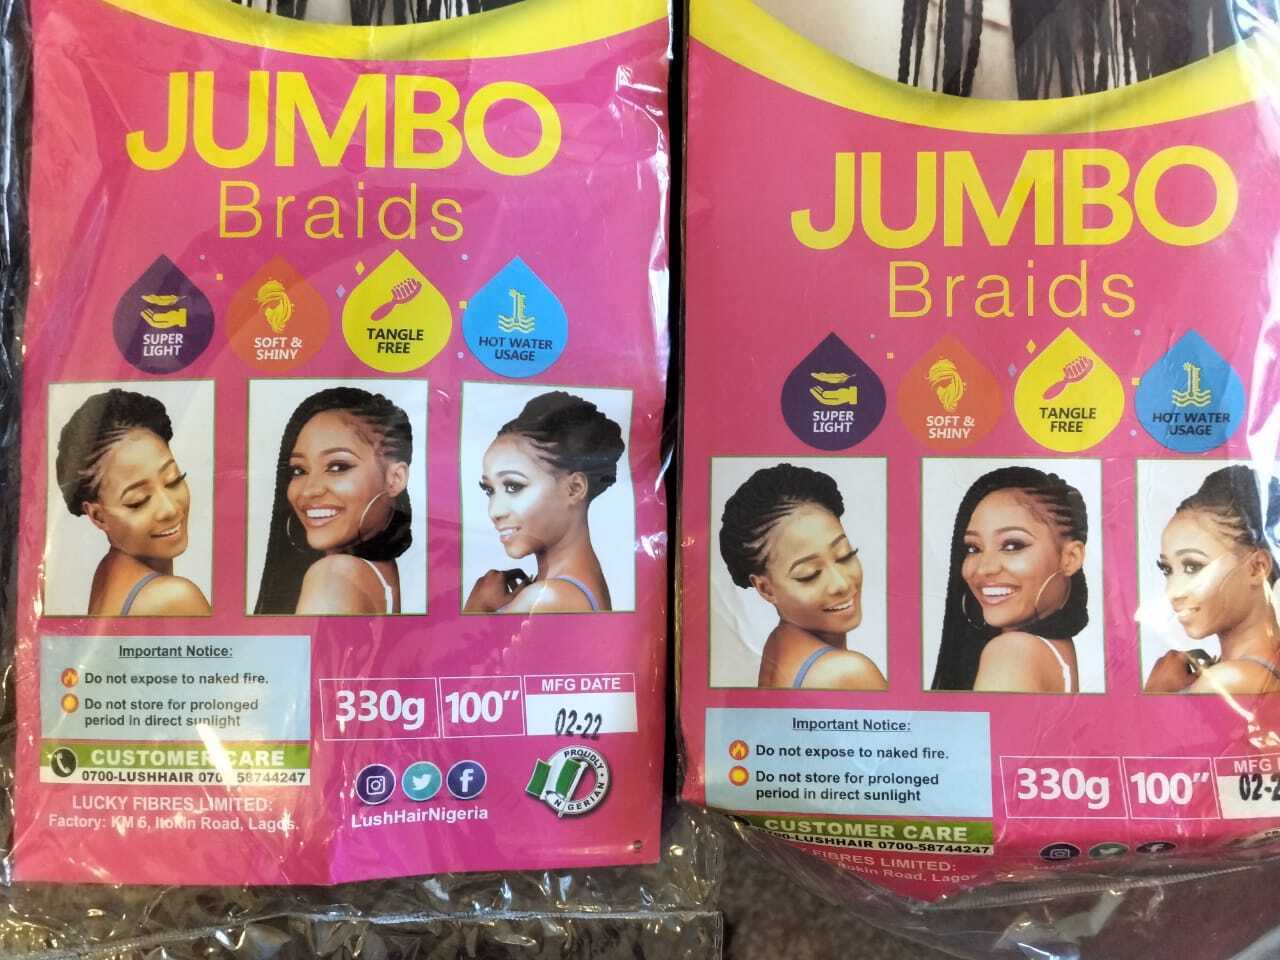 JUMBO
Braids
SUPER
LIGHT
SOFT &
SHINY
TANGLE
FREE
HOT WATER
USAGE
Important Notice:
Do not expose to naked fire.
Do not store for prolonged
period in direct sunlight
CUSTOMER CARE
0700-LUSHHAIR 070 58744247
LUCKY FIBRES LIMITED:
Factory: KM 6, Itokin Road, Lagos.
330g
100"
MFG DATE
02-22
PROUDLY
NIGERIAN
LushHairNigeria
JUMBO
Braids
SUPER
LIGHT
SOFT &
SHINY
TANGLE
FREE
HOT WATER
USAGE
Important Notice:
Do not expose to naked fire.
Do not store for prolonged
period in direct sunlight
CUSTOMER CARE
00-LUSHHAIR 0700-58744247
FIBRES LIMITED:
Road, Lagos
330g
100"
MFG
02-2